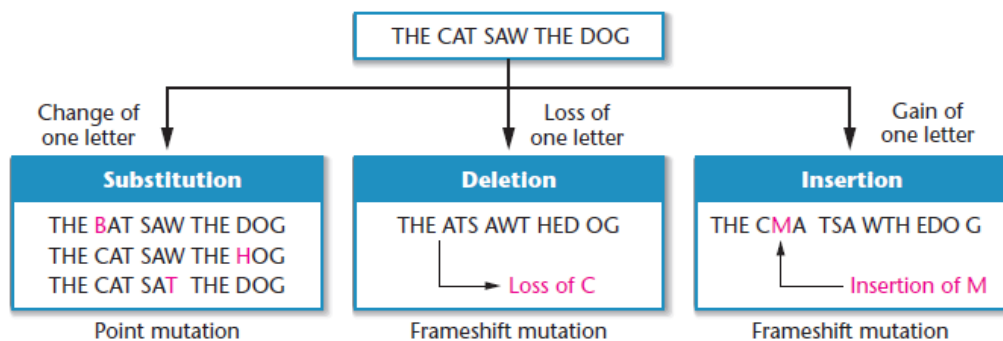 THE CAT SAW THE DOG
Change of
one letter
Loss of
one letter
Gain of
one letter
Substitution
THE BAT SAW THE DOG
THE CAT SAW THE HOG
THE CAT SAT THE DOG
Point mutation
Deletion
THE ATS AWT HED OG
Loss of C
Frameshift mutation
Insertion
THE CMA TSA WTH EDO G
Insertion of M
Frameshift mutation